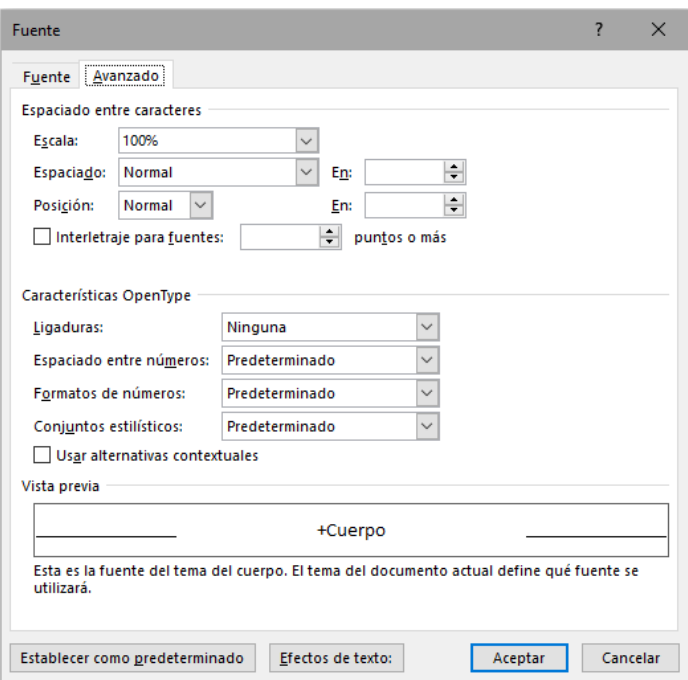 Fuente ?
Fuente Avanzado
Espaciado entre caracteres
Escala: 100%
Espaciado: Normal En:
Posición: Normal En:
Interletraje para fuentes: puntos o más
Características OpenType
Ligaduras: Ninguna
Espaciado entre números: Predeterminado
Formatos de números: Predeterminado
Conjuntos estilísticos: Predeterminado
Usar alternativas contextuales
Vista previa
+Cuerpo
Esta es la fuente del tema del cuerpo. El tema del documento actual define qué fuente se
utilizará.
Establecer como predeterminado Efectos de texto: Aceptar Cancelar